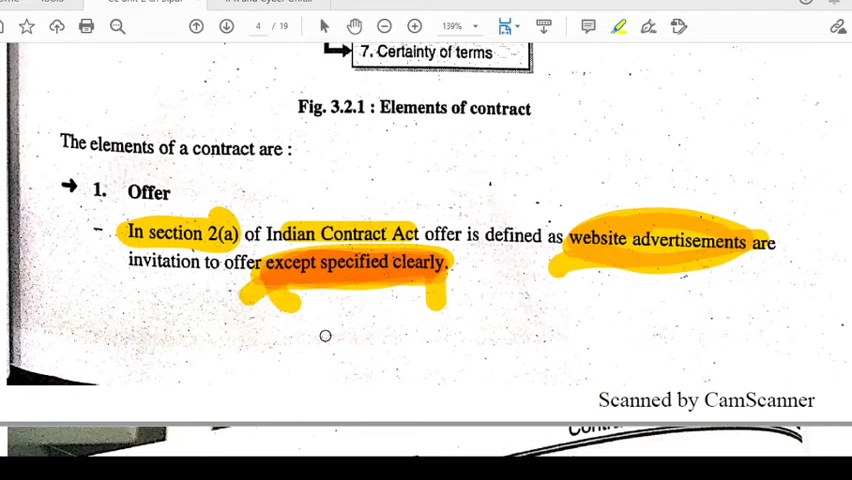 4 / 19
139%
7. Certainty of terms
Fig. 3.2.1 : Elements of contract
The elements of a contract are :
➔ 1. Offer
– In section 2(a) of Indian Contract Act offer is defined as website advertisements are
invitation to offer except specified clearly.
Scanned by CamScanner